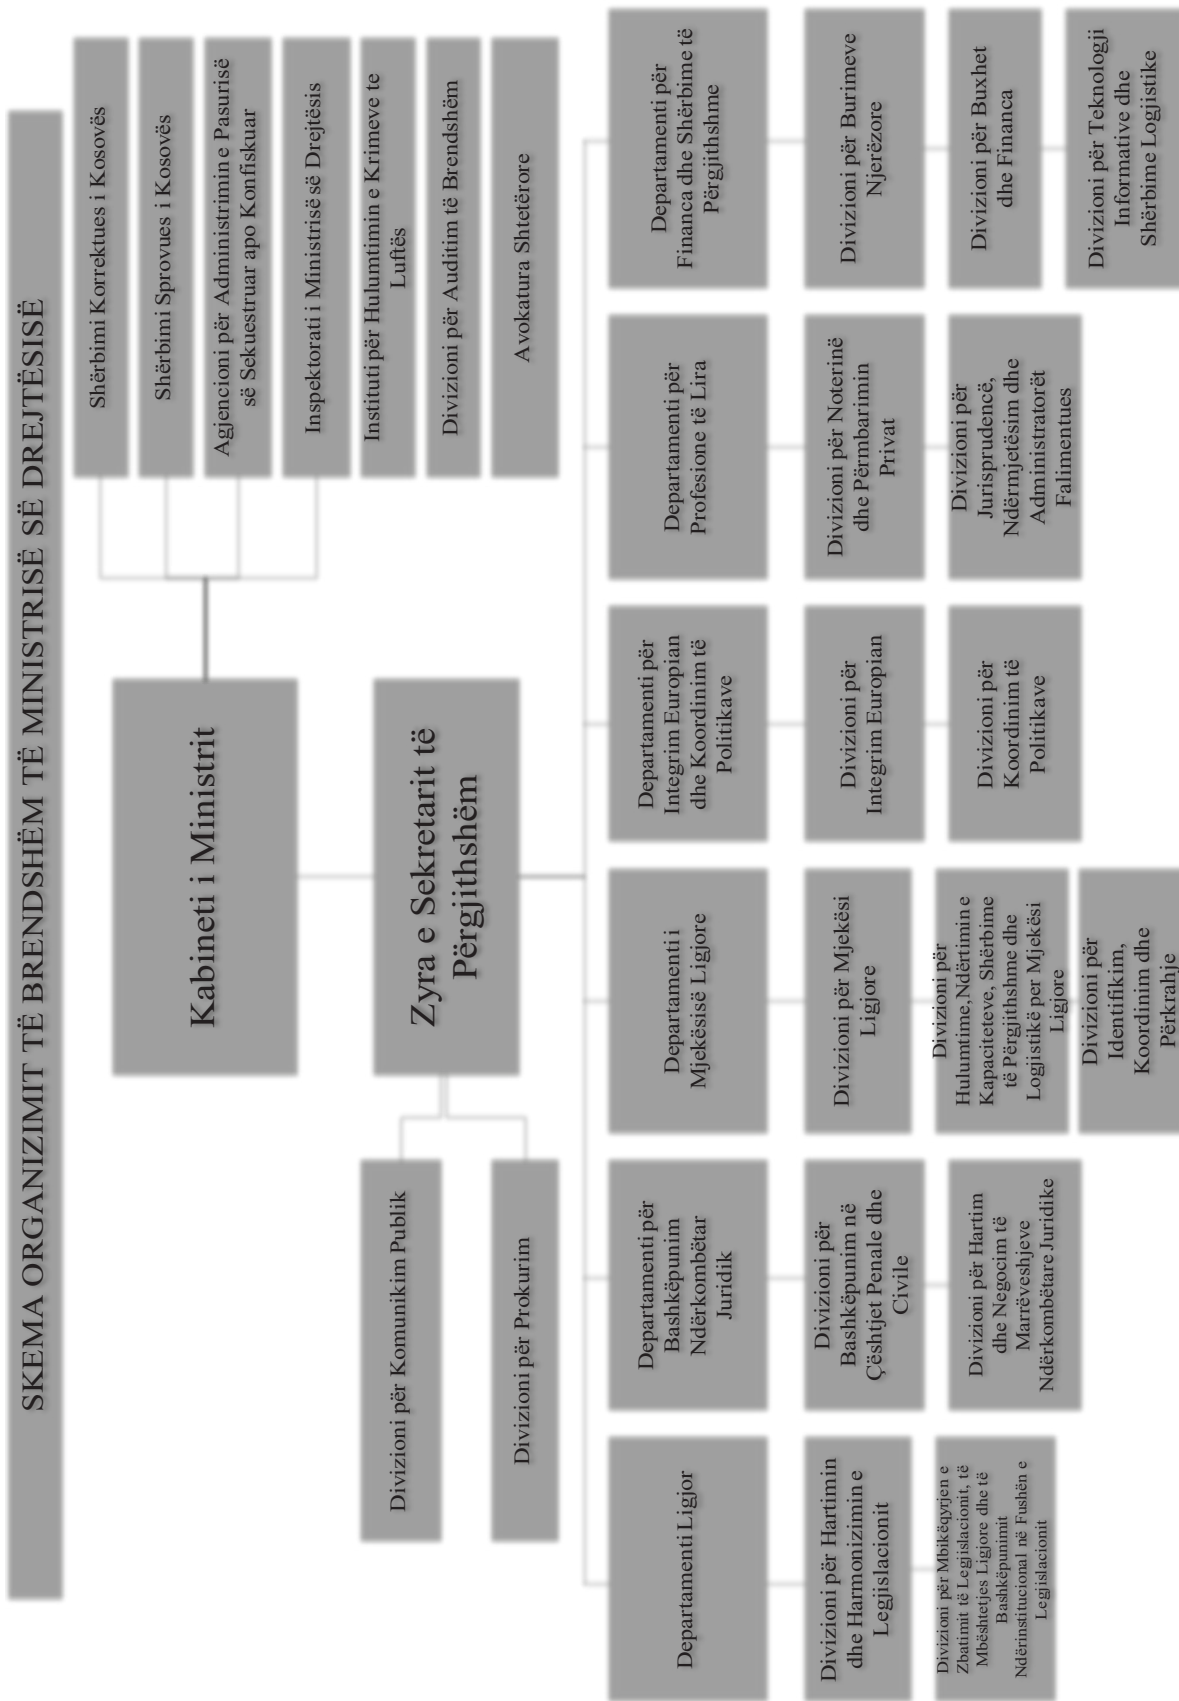 SKEMA ORGANIZIMIT TË BRENDSHËM TË MINISTRISË SË DREJTËSISË
Kabineti i Ministrit
Shërbimi Korrektues i Kosovës
Shërbimi Sprovues i Kosovës
Agjencioni për Administrimin e Pasurisë
së Sekuestruar apo Konfiskuar
Inspektorati i Ministrisë së Drejtësis
Instituti për Hulumtimin e Krimeve te
Luftës
Divizioni për Auditim të Brendshëm
Avokatura Shtetërore
Zyra e Sekretarit të
Përgjithshëm
Divizioni për Komunikim Publik
Divizioni për Prokurim
Departamenti Ligjor
Divizioni për Hartimin
dhe Harmonizimin e
Legjislacionit
Divizioni për Mbikëqyrjen e
Zbatimit të Legjislacionit, të
Mbështetjes Ligjore dhe të
Bashkëpunimit
Ndërinstitucional në Fushën e
Legjislacionit
Departamenti për
Bashkëpunim
Ndërkombëtar
Juridik
Divizioni për
Bashkëpunim në
Çështjet Penale dhe
Civile
Divizioni për Hartim
dhe Negocim të
Marrëveshjeve
Ndërkombëtare Juridike
Departamenti i
Mjekësisë Ligjore
Divizioni për Mjekësi
Ligjore
Divizioni për
Hulumtime,Ndërtimin e
Kapaciteteve, Shërbime
të Përgjithshme dhe
Logjistikë per Mjekësi
Ligjore
Divizioni për
Identifikim,
Koordinim dhe
Përkrahje
Departamenti për
Integrim Europian
dhe Koordinim të
Politikave
Divizioni për
Integrim Europian
Divizioni për
Koordinim të
Politikave
Departamenti për
Profesione të Lira
Divizioni për Noterinë
dhe Përmbarimin
Privat
Divizioni për
Jurisprudencë,
Ndërmjetësim dhe
Administratorët
Falimentues
Departamenti për
Financa dhe Shërbime të
Përgjithshme
Divizioni për Burimeve
Njerëzore
Divizioni për Buxhet
dhe Financa
Divizioni për Teknologji
Informative dhe
Shërbime Logjistike